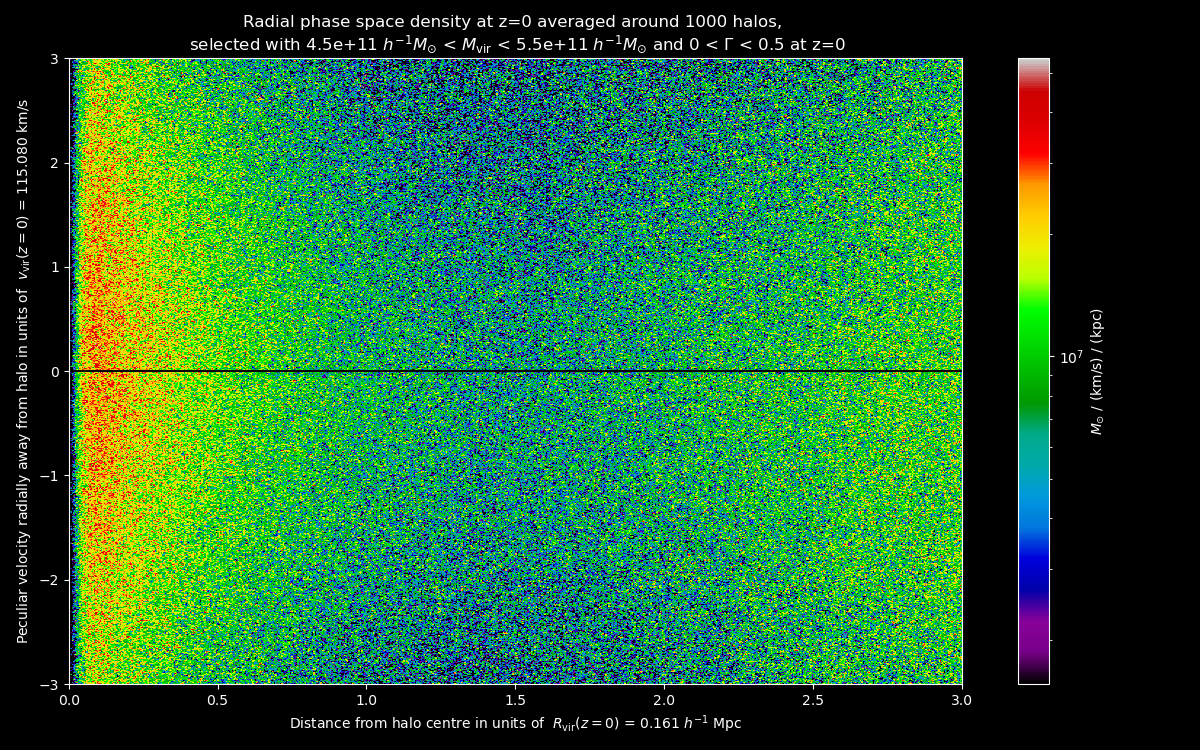 Radial phase space density at z=0 averaged around 1000 halos,
selected with 4.5e+11 h⁻¹M⊙ < Mvir < 5.5e+11 h⁻¹M⊙ and 0 < Γ < 0.5 at z=0
3
2
1
0
−1
−2
−3
Peculiar velocity radially away from halo in units of vvir(z = 0) = 115.080 km/s
0.0 0.5 1.0 1.5 2.0 2.5 3.0
Distance from halo centre in units of Rvir(z = 0) = 0.161 h⁻¹ Mpc
10⁷
M⊙ / (km/s) / (kpc)